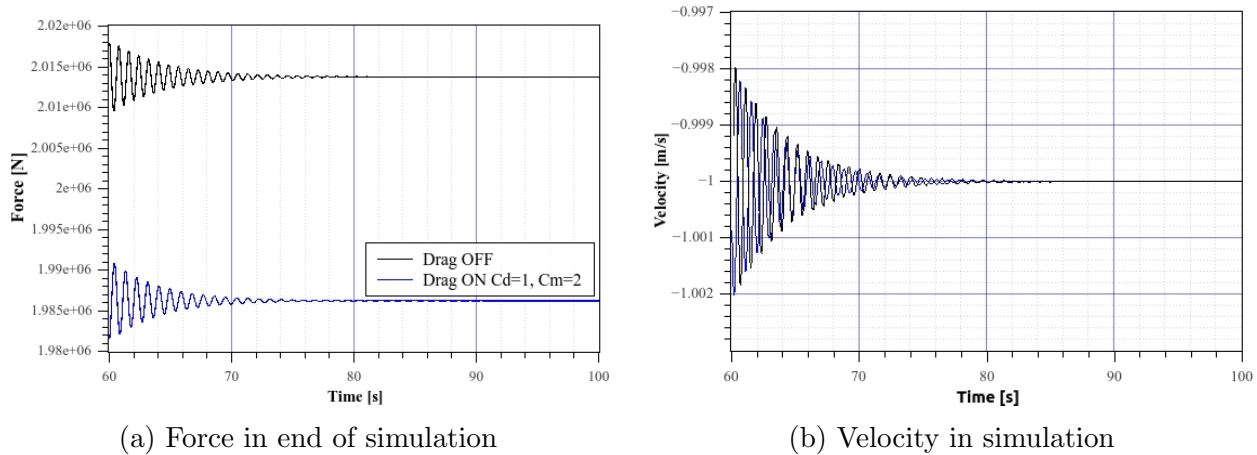 2.02e+06
2.015e+06
2.01e+06
2.005e+06
2e+06
1.995e+06
1.99e+06
1.985e+06
1.98e+06
Force [N]
Drag OFF
Drag ON Cd=1, Cm=2
60 70 80 90 100
Time [s]
(a) Force in end of simulation
−0.997
−0.998
−0.999
−1
−1.001
−1.002
Velocity [m/s]
60 70 80 90 100
Time [s]
(b) Velocity in simulation